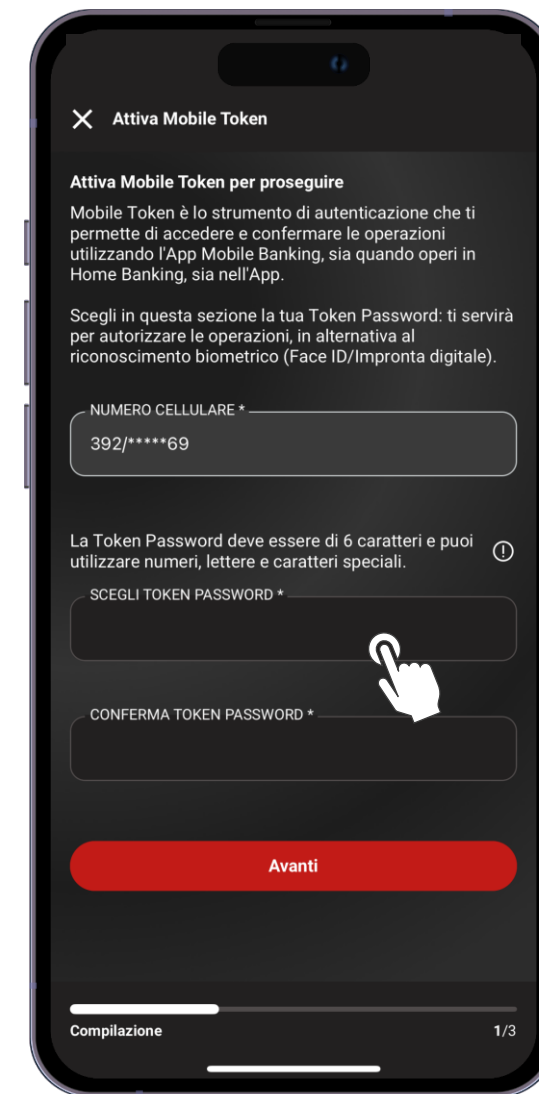 Attiva Mobile Token
Attiva Mobile Token per proseguire
Mobile Token è lo strumento di autenticazione che ti
permette di accedere e confermare le operazioni
utilizzando l'App Mobile Banking, sia quando operi in
Home Banking, sia nell'App.
Scegli in questa sezione la tua Token Password: ti servirà
per autorizzare le operazioni, in alternativa al
riconoscimento biometrico (Face ID/Impronta digitale).
NUMERO CELLULARE *
392/*****69
La Token Password deve essere di 6 caratteri e puoi
utilizzare numeri, lettere e caratteri speciali.
SCEGLI TOKEN PASSWORD *
CONFERMA TOKEN PASSWORD *
Avanti
Compilazione 1/3